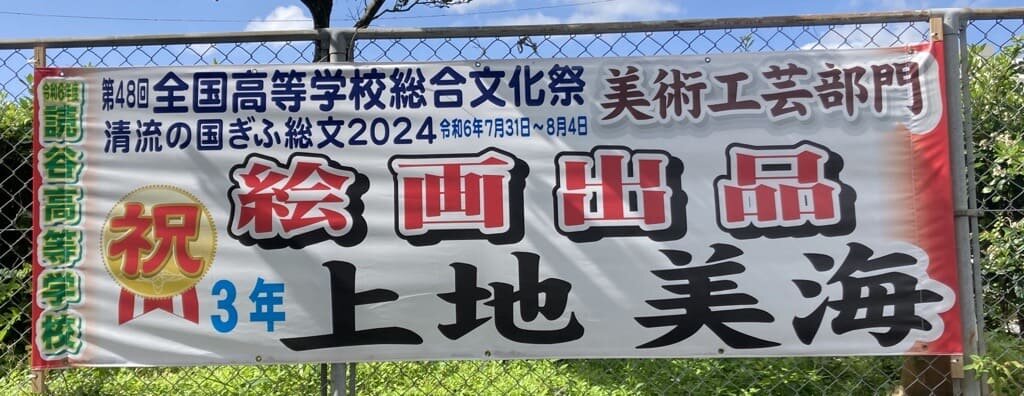 令和6年度
読谷高等学校
第48回 全国高等学校総合文化祭 美術工芸部門
清流の国ぎふ総文2024 令和6年7月31日~8月4日
祝 絵画出品
3年 上地 美海